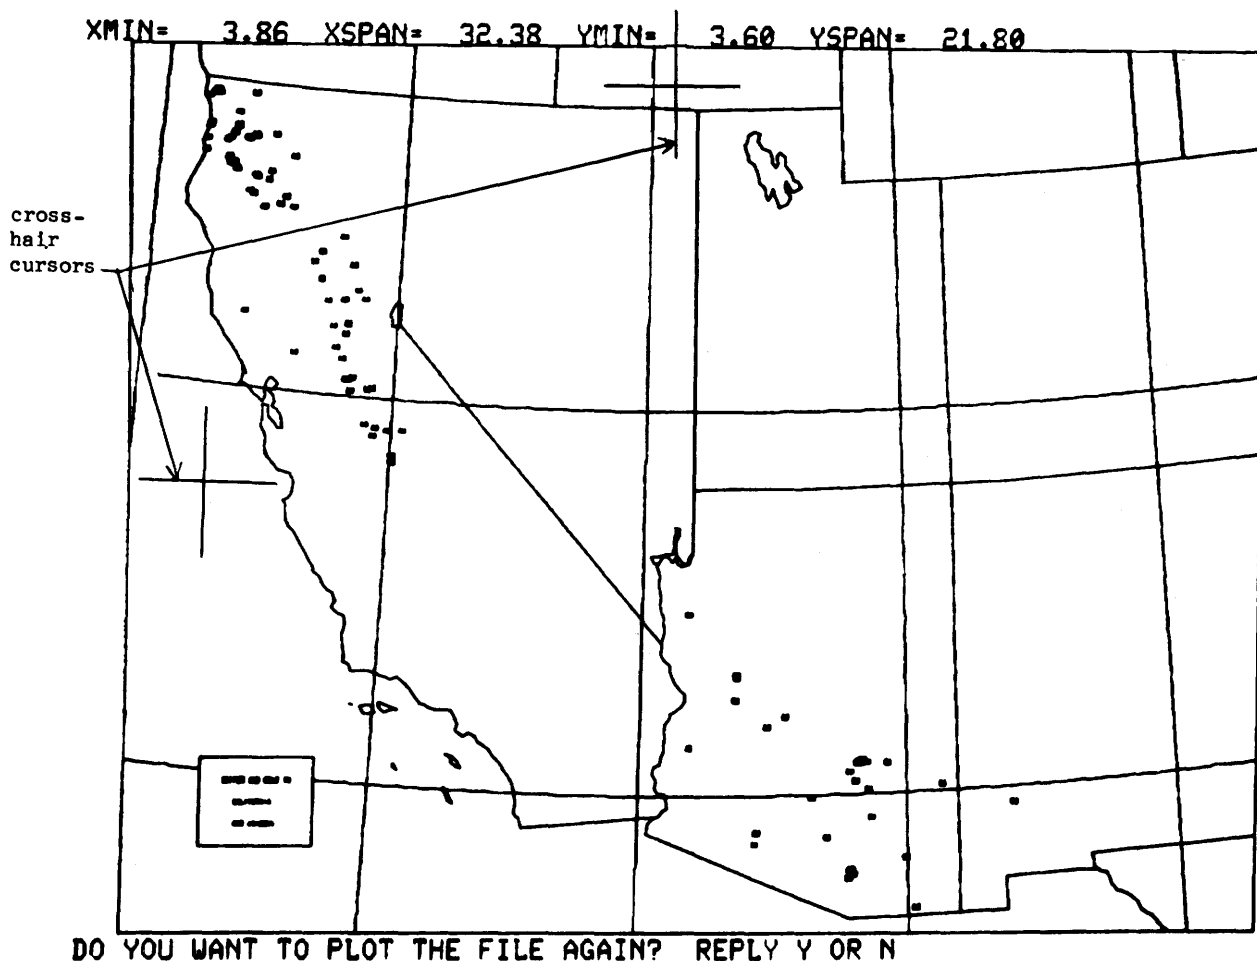 XMIN= 3.86 XSPAN= 32.38 YMIN= 3.60 YSPAN= 21.80
cross-
hair
cursors
DO YOU WANT TO PLOT THE FILE AGAIN? REPLY Y OR N